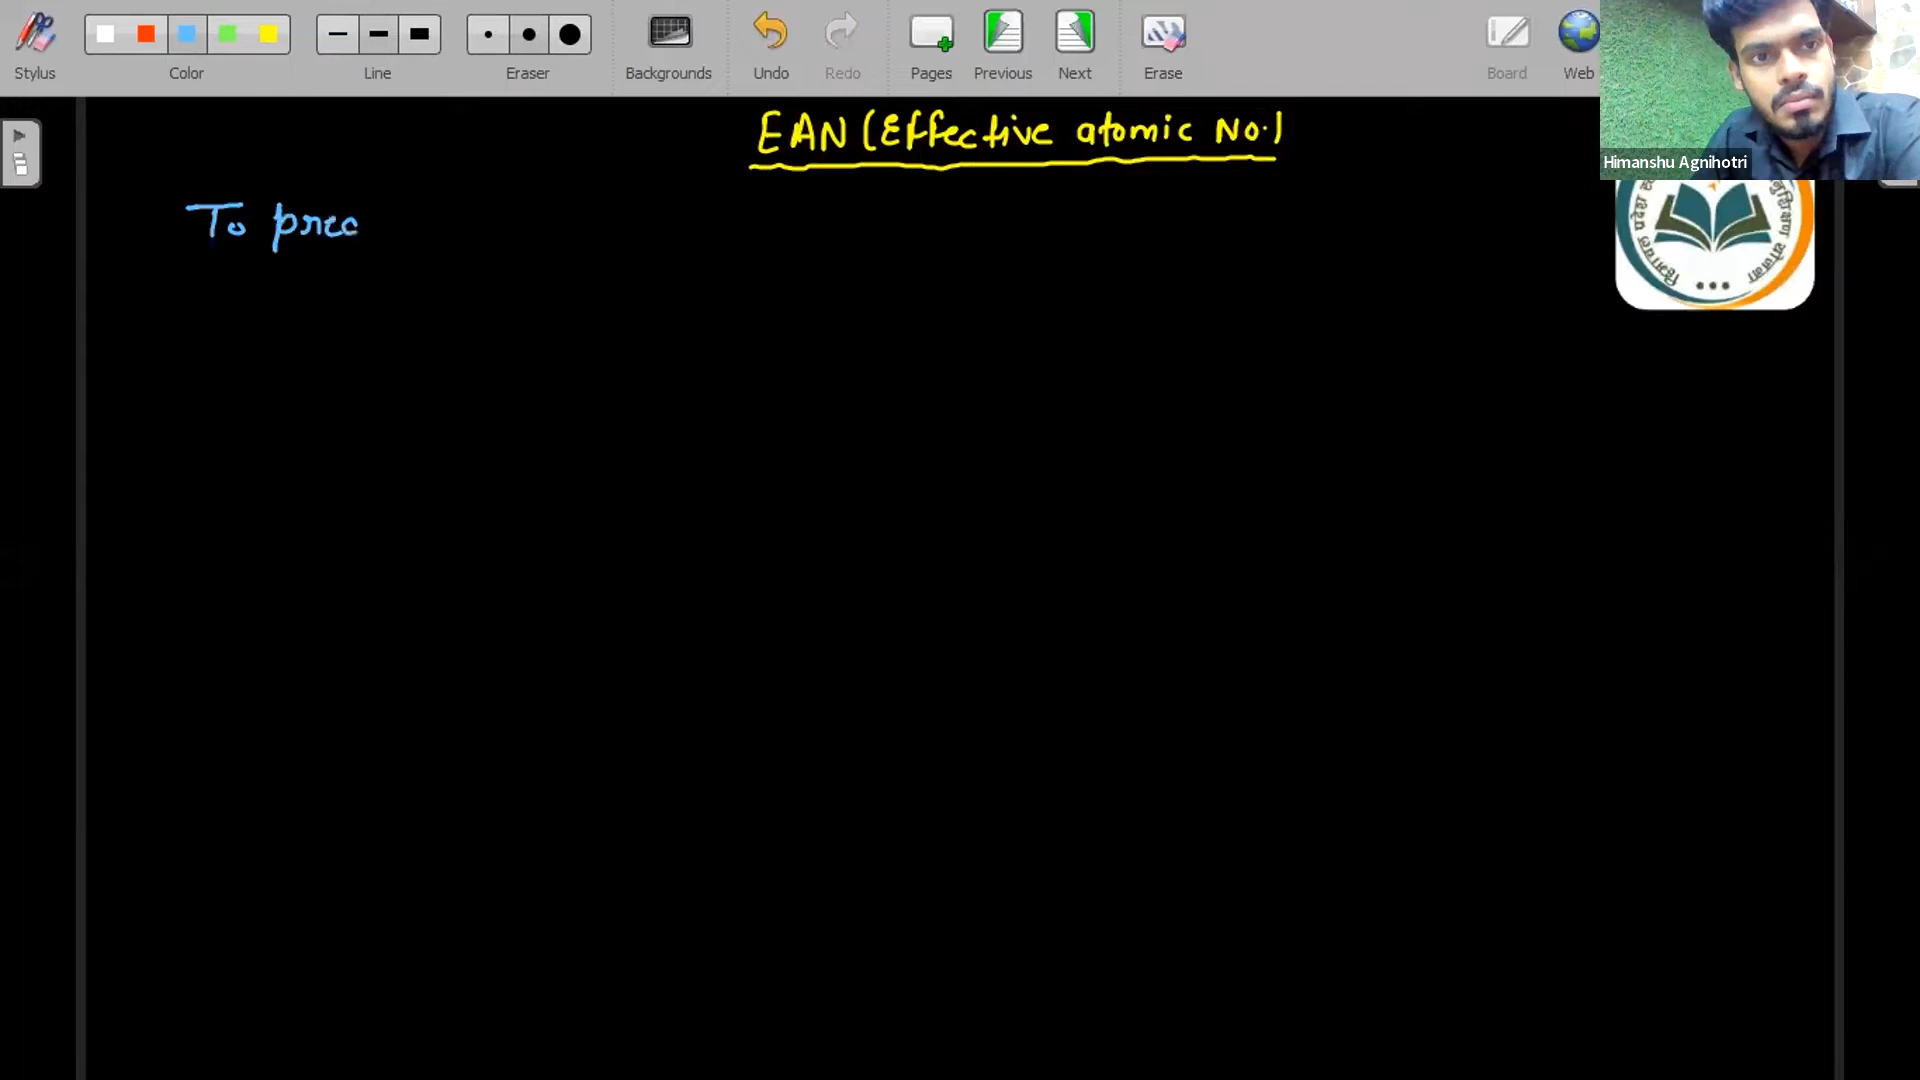 Stylus
Color
Line
Eraser
Backgrounds
Undo
Redo
Pages
Previous
Next
Erase
Board
Web
Himanshu Agnihotri
EAN (Effective atomic No.)
To prec